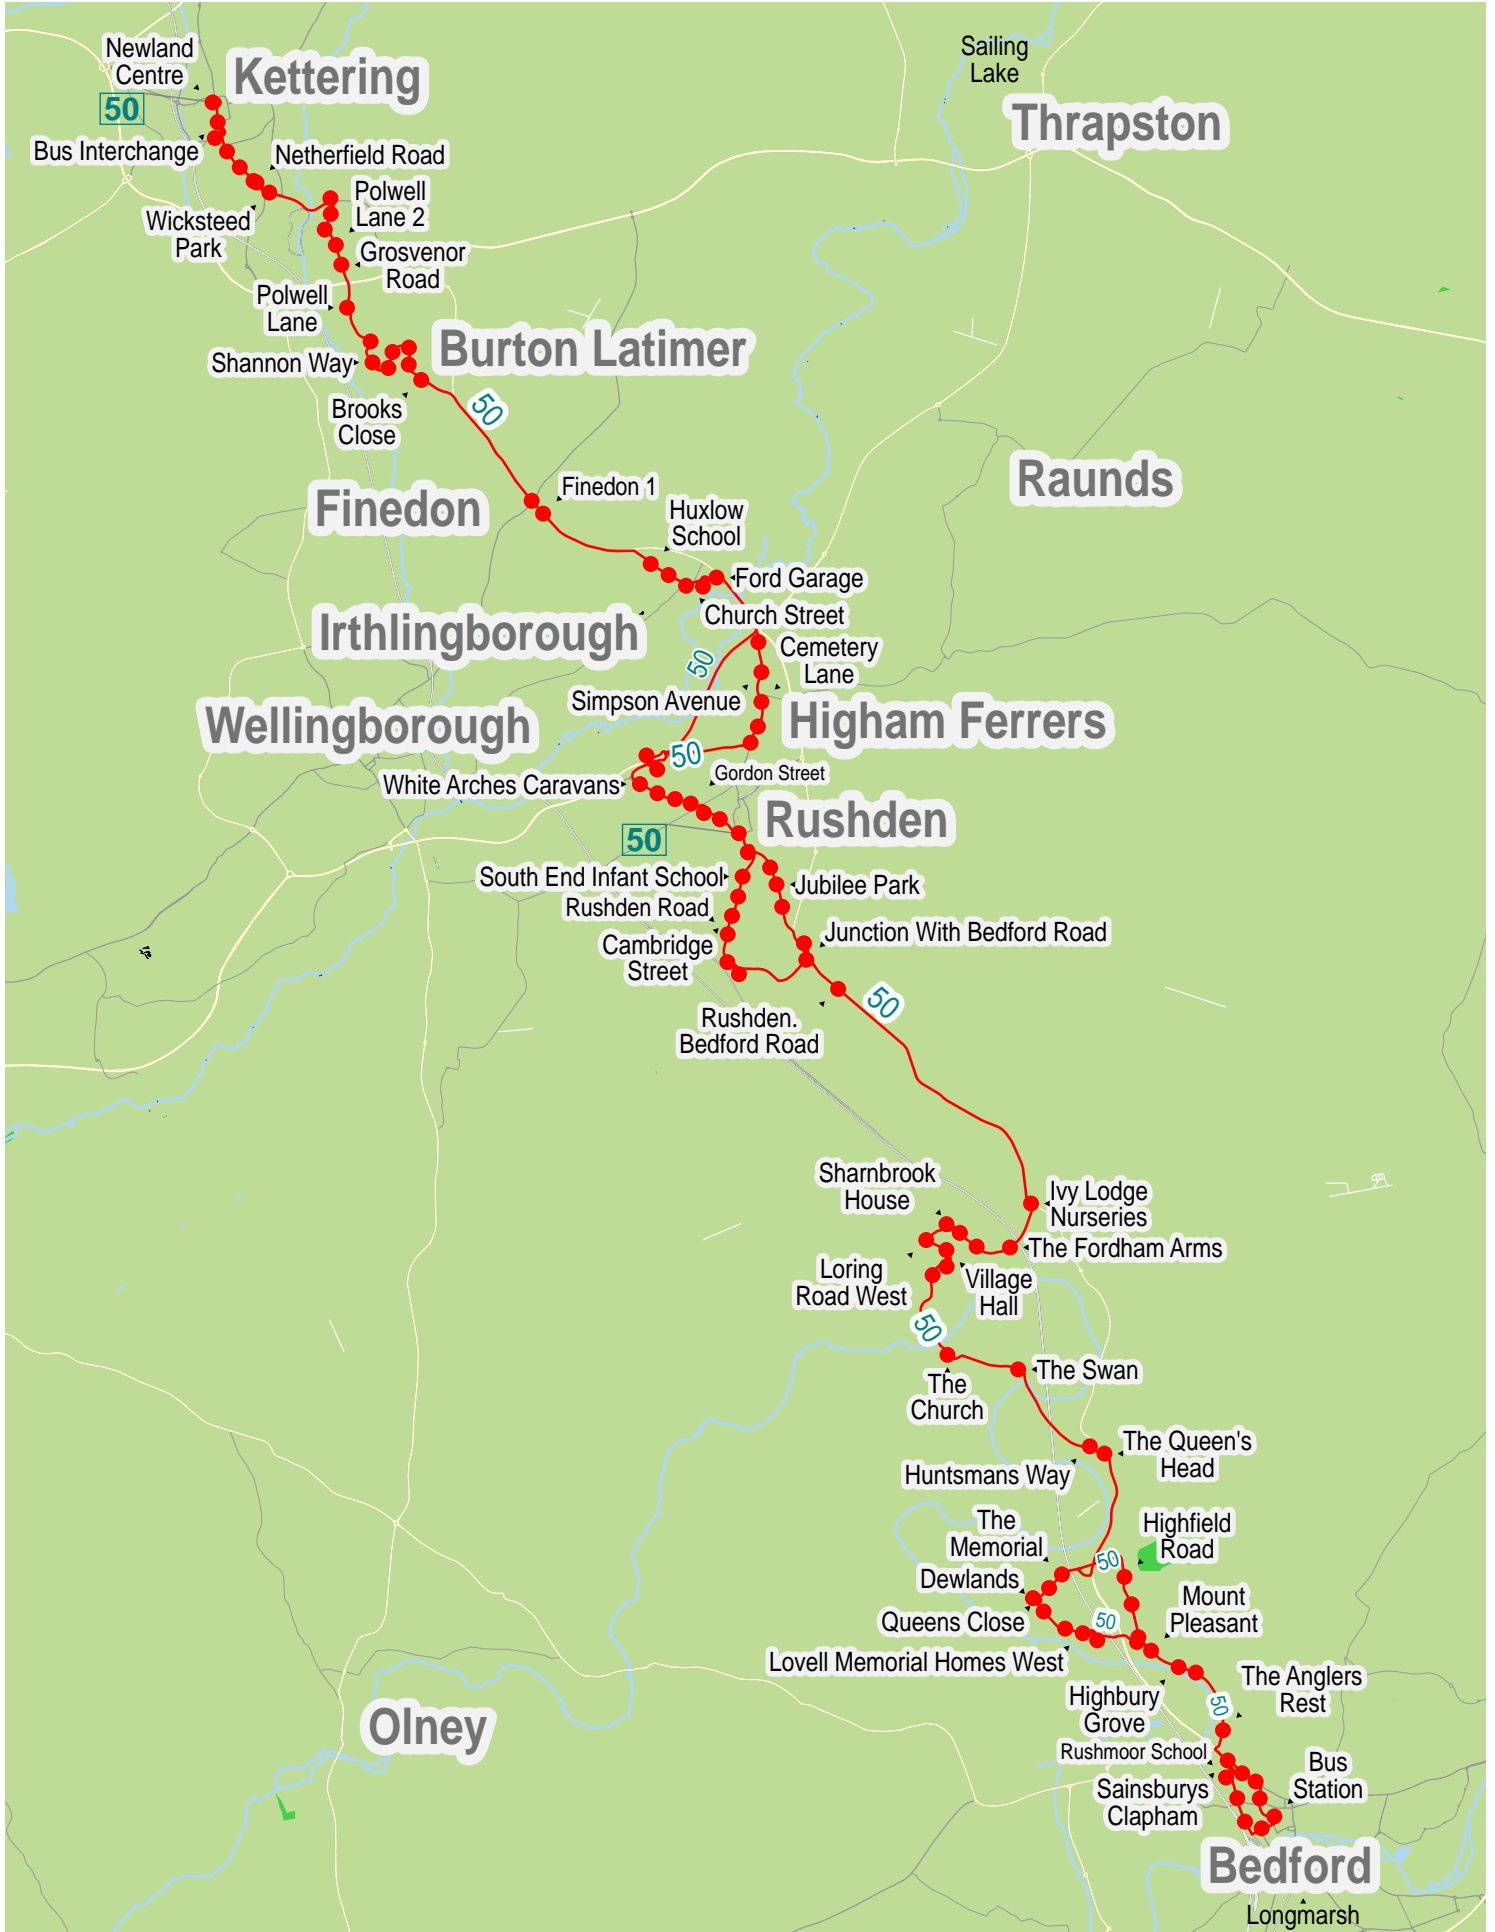 Newland
Centre
Kettering
50
Bus Interchange
Netherfield Road
Wicksteed
Park
Polwell
Lane 2
Grosvenor
Road
Polwell
Lane
Shannon Way
Burton Latimer
Brooks
Close
50
Sailing
Lake
Thrapston
Raunds
Finedon
Finedon 1
Huxlow
School
Ford Garage
Church Street
Irthlingborough
Cemetery
Lane
50
Simpson Avenue
Higham Ferrers
Wellingborough
50
White Arches Caravans
Gordon Street
Rushden
50
South End Infant School
Jubilee Park
Rushden Road
Cambridge
Street
Junction With Bedford Road
Rushden.
Bedford Road
50
Sharnbrook
House
Ivy Lodge
Nurseries
The Fordham Arms
Loring
Road West
Village
Hall
50
The Swan
The
Church
The Queen's
Head
Huntsmans Way
The
Memorial
Highfield
Road
50
Dewlands
Queens Close
50
Mount
Pleasant
Lovell Memorial Homes West
Highbury
Grove
The Anglers
Rest
50
Olney
Rushmoor School
Sainsburys
Clapham
Bus
Station
Bedford
Longmarsh